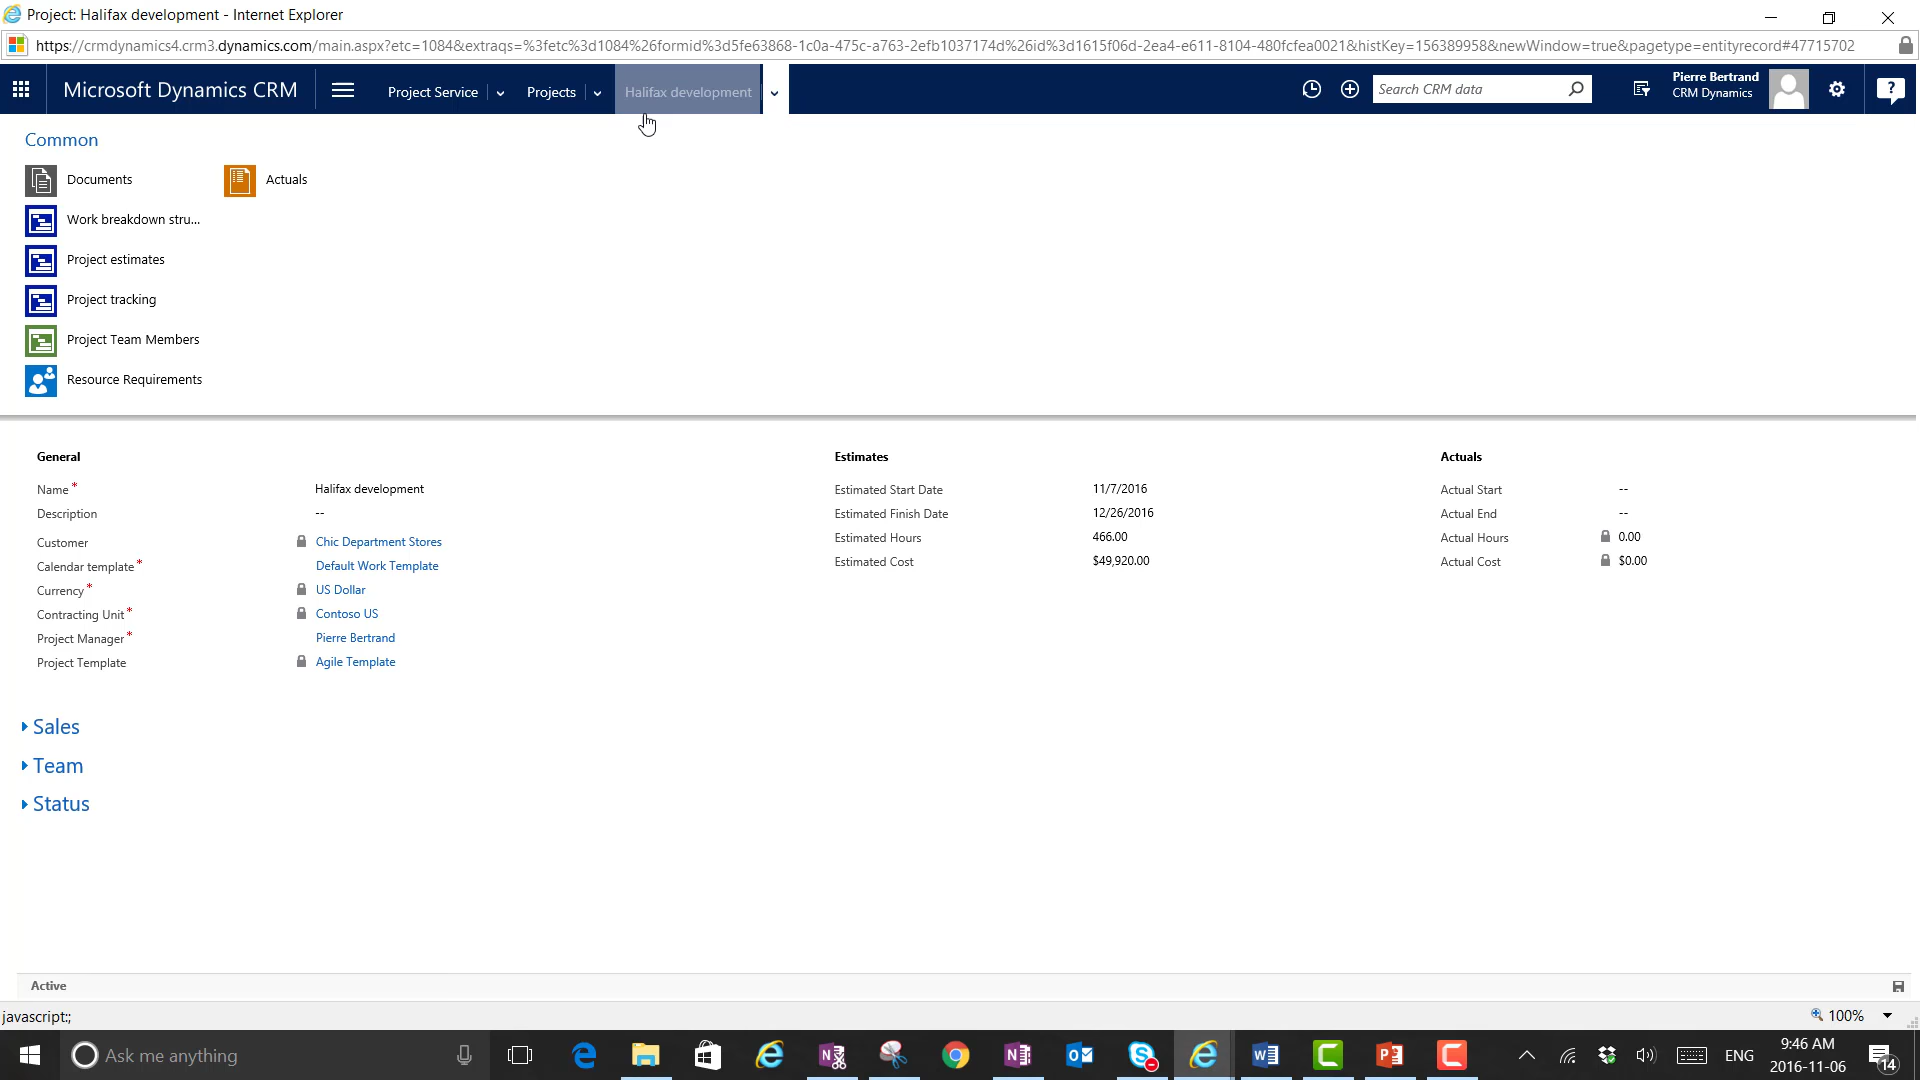 Project: Halifax development - Internet Explorer
https://crmdynamics4.crm3.dynamics.com/main.aspx?etc=1084&extraqs=%3fetc%3d1084%26formid%3d5fe63868-1c0a-475c-a763-2efb1037174d%26id%3d1615f06d-2ea4-e611-8104-480fcfea0021&histKey=156389958&newWindow=true&pagetype=entityrecord#47715702
Microsoft Dynamics CRM Project Service Projects Halifax development Search CRM data Pierre Bertrand
CRM Dynamics
?
Common
Documents Actuals
Work breakdown stru...
Project estimates
Project tracking
Project Team Members
Resource Requirements
General Estimates Actuals
Name* Halifax development Estimated Start Date 11/7/2016 Actual Start --
Description -- Estimated Finish Date 12/26/2016 Actual End --
Customer Chic Department Stores Estimated Hours 466.00 Actual Hours 0.00
Calendar template* Default Work Template Estimated Cost $49,920.00 Actual Cost $0.00
Currency* US Dollar
Contracting Unit* Contoso US
Project Manager* Pierre Bertrand
Project Template Agile Template
Sales
Team
Status
Active
javascript:; 100%
Ask me anything ENG 9:46 AM
2016-11-06 14